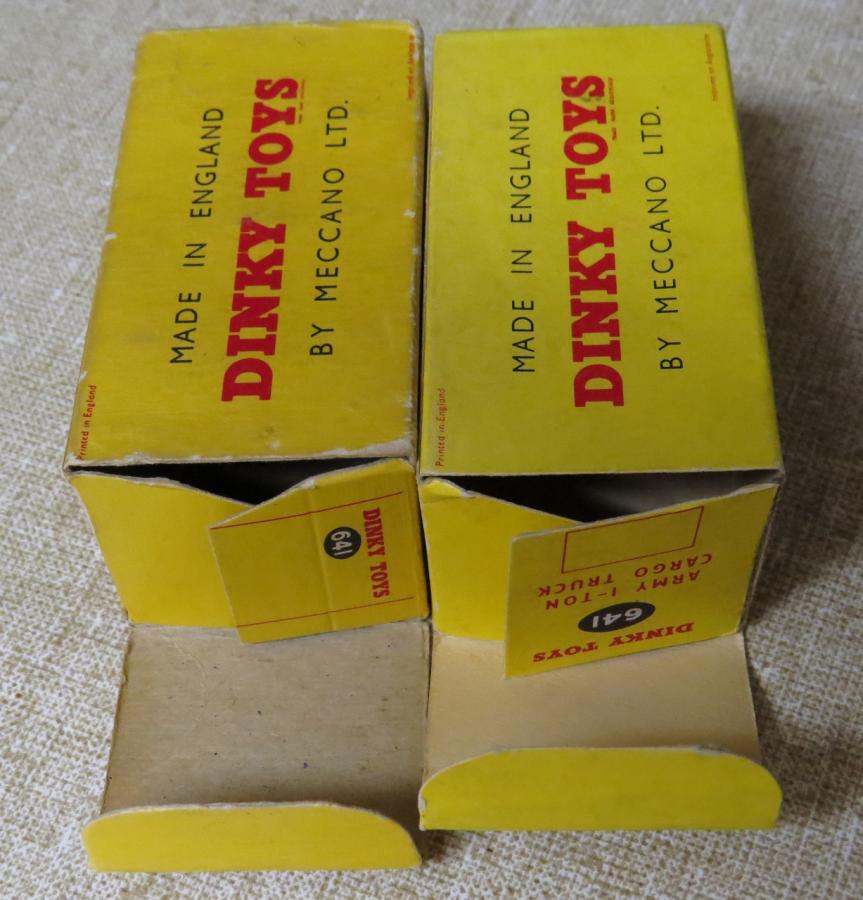 Printed in England
MADE IN ENGLAND
DINKY TOYS
BY MECCANO LTD.
DINKY TOYS
641
Printed in England
MADE IN ENGLAND
DINKY TOYS
BY MECCANO LTD.
DINKY TOYS
641
ARMY 1-TON
CARGO TRUCK